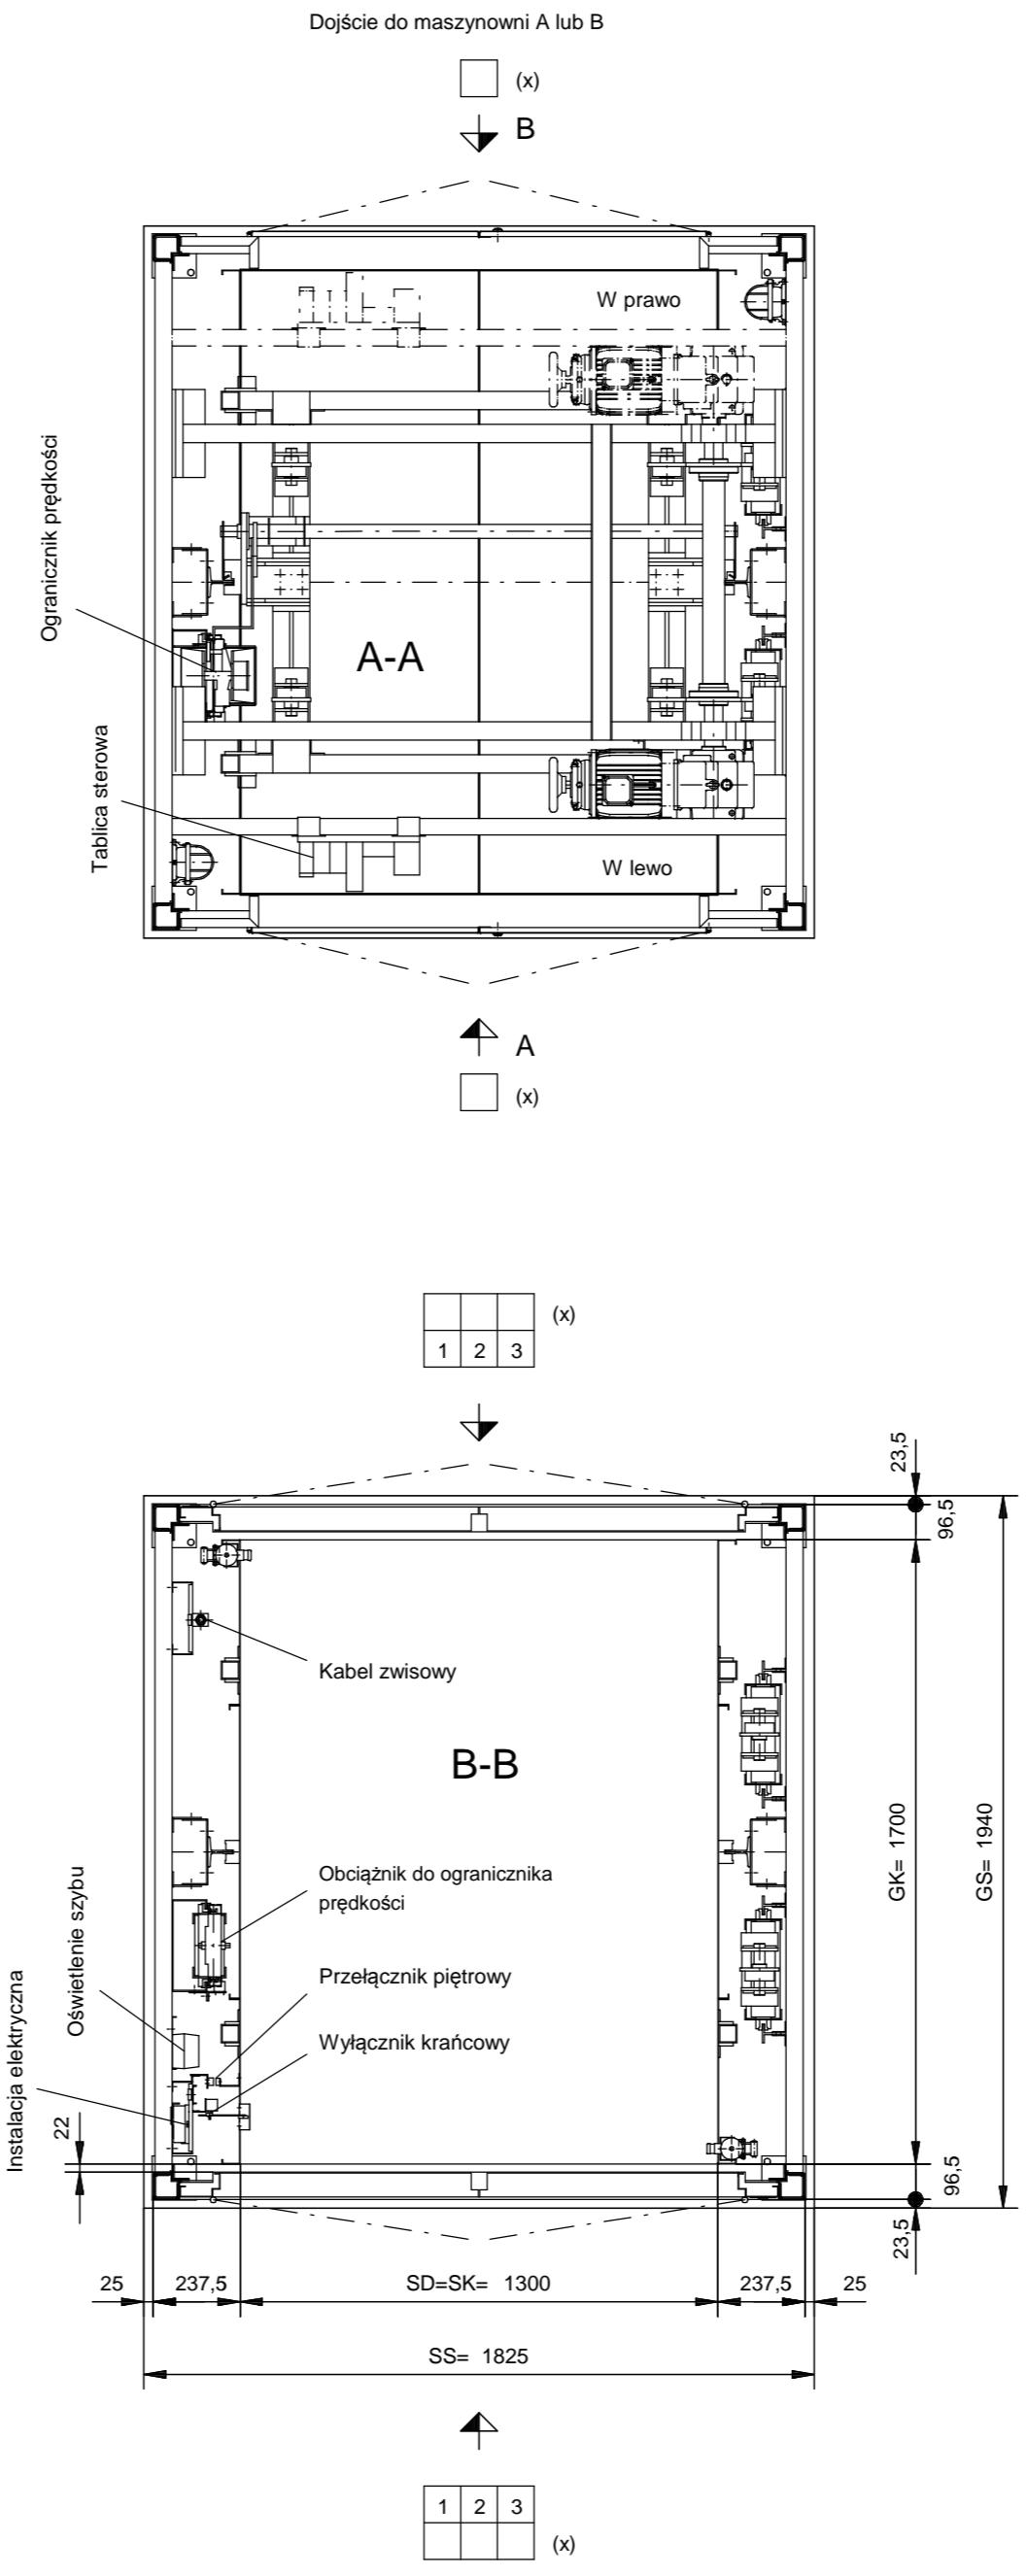 Dojście do maszynowni A lub B
(x)
B
W prawo
Ogranicznik prędkości
A-A
Tablica sterowa
W lewo
A
(x)
(x)
1 2 3
23,5
96,5
Kabel zwisowy
B-B
GK= 1700
GS= 1940
Obciążnik do ogranicznika
prędkości
Oświetlenie szybu
Przełącznik piętrowy
Instalacja elektryczna
Wyłącznik krańcowy
22
96,5
23,5
25 237,5 SD=SK= 1300 237,5 25
SS= 1825
1 2 3
(x)